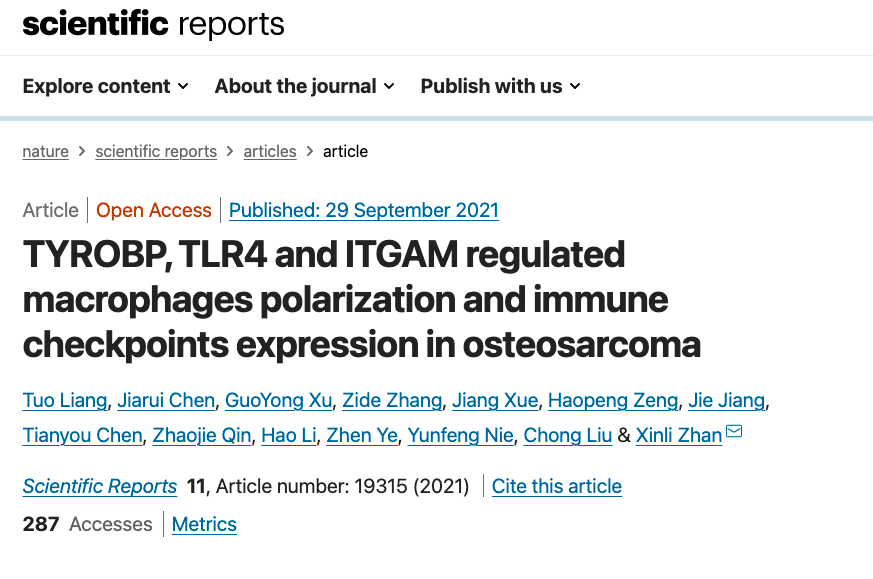 scientific reports
Explore content About the journal Publish with us
nature > scientific reports > articles > article
Article Open Access Published: 29 September 2021
TYROBP, TLR4 and ITGAM regulated
macrophages polarization and immune
checkpoints expression in osteosarcoma
Tuo Liang, Jiarui Chen, GuoYong Xu, Zide Zhang, Jiang Xue, Haopeng Zeng, Jie Jiang,
Tianyou Chen, Zhaojie Qin, Hao Li, Zhen Ye, Yunfeng Nie, Chong Liu & Xinli Zhan
Scientific Reports 11, Article number: 19315 (2021) Cite this article
287 Accesses Metrics